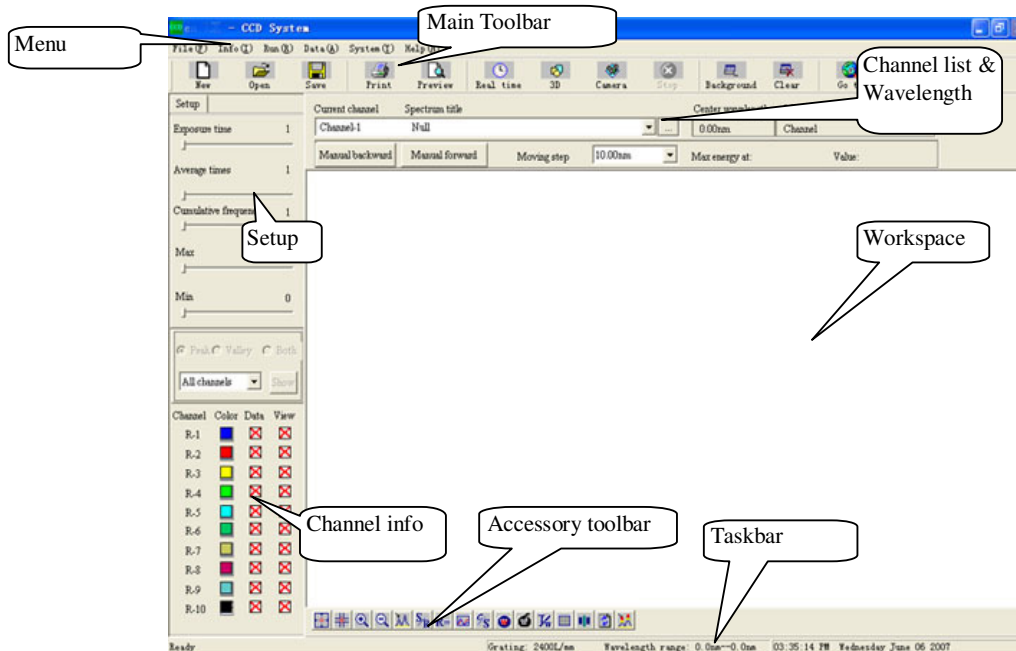 Main Toolbar
Menu
- CCD System
File(F) Info(I) Run(R) Data(A) System(T)
New Open Save Print Preview Real time 3D Camera Stop Background Clear
Channel list &
Wavelength
Setup
Current channel Spectrum title
Channel-1 Null ... 0.00nm Channel
Manual backward Manual forward Moving step 10.00nm Max energy at: Value:
Exposure time 1
Average times 1
Cumulative 1
Setup
Max
Min 0
Workspace
Peak Valley Both
All channels Show
Channel Color Data View
R-1
R-2
R-3
R-4
R-5
R-6
R-7
R-8
R-9
R-10
Channel info
Accessory toolbar
Taskbar
Ready Grating: 2400L/mm Wavelength range: 0.0nm--0.0nm 03:35:14 PM Wednesday June 06 2007